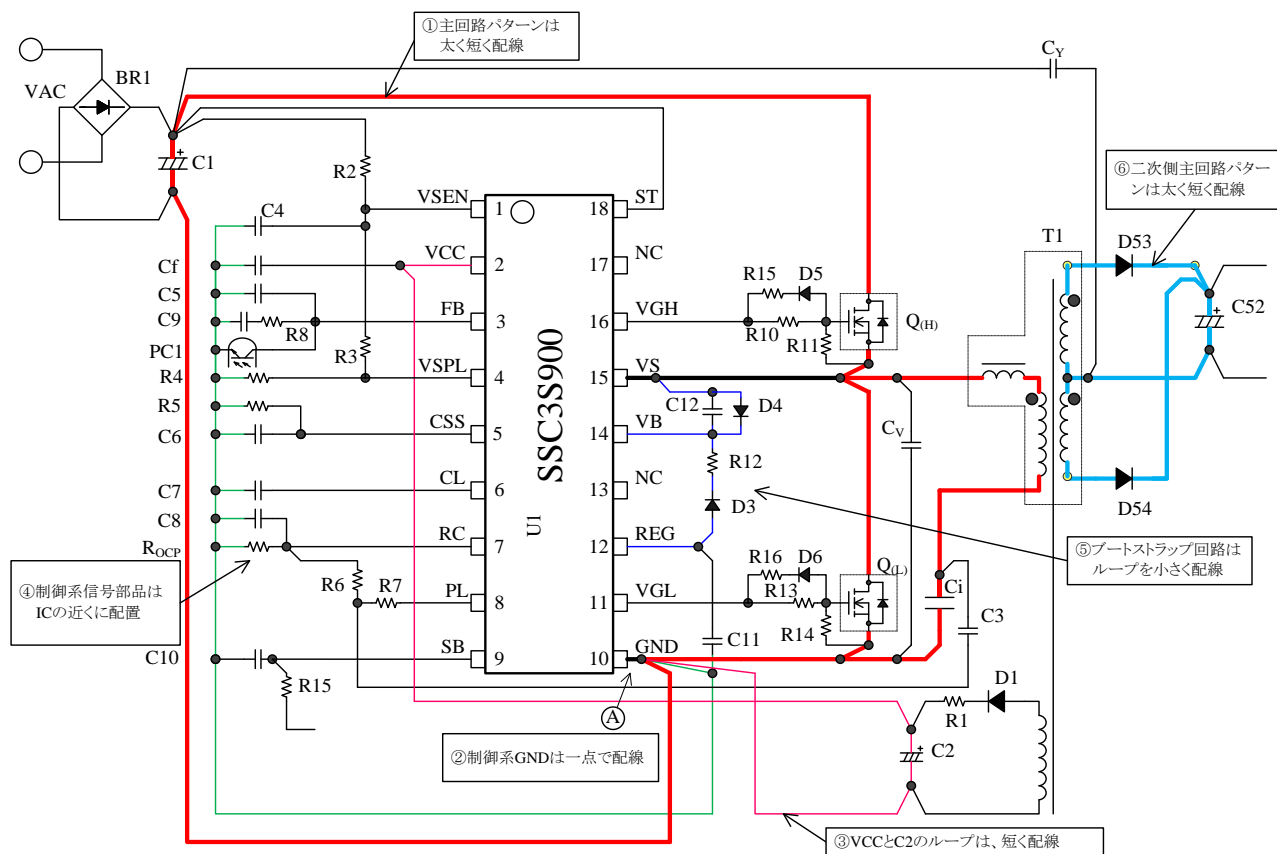 ①主回路パターンは
太く短く配線
CY
VAC
BR1
C1
R2
⑥二次側主回路パター
ンは太く短く配線
VSEN
1
18
ST
C4
T1
D53
VCC
2
17
NC
Cf
C5
R15
D5
C52
C9
R8
FB
3
16
VGH
R10
R11
Q(H)
PC1
R3
SSC3S900
U1
R4
VSPL
4
15
VS
C12
D4
R5
CV
C6
CSS
5
14
VB
R12
C7
CL
6
13
NC
D3
D54
C8
ROCP
RC
7
12
REG
⑤ブートストラップ回路は
ループを小さく配線
④制御系信号部品は
ICの近くに配置
R6
R7
PL
8
11
VGL
R16
D6
R13
R14
Q(L)
Ci
C3
C11
C10
SB
9
10
GND
R15
A
D1
R1
②制御系GNDは一点で配線
C2
③VCCとC2のループは、短く配線